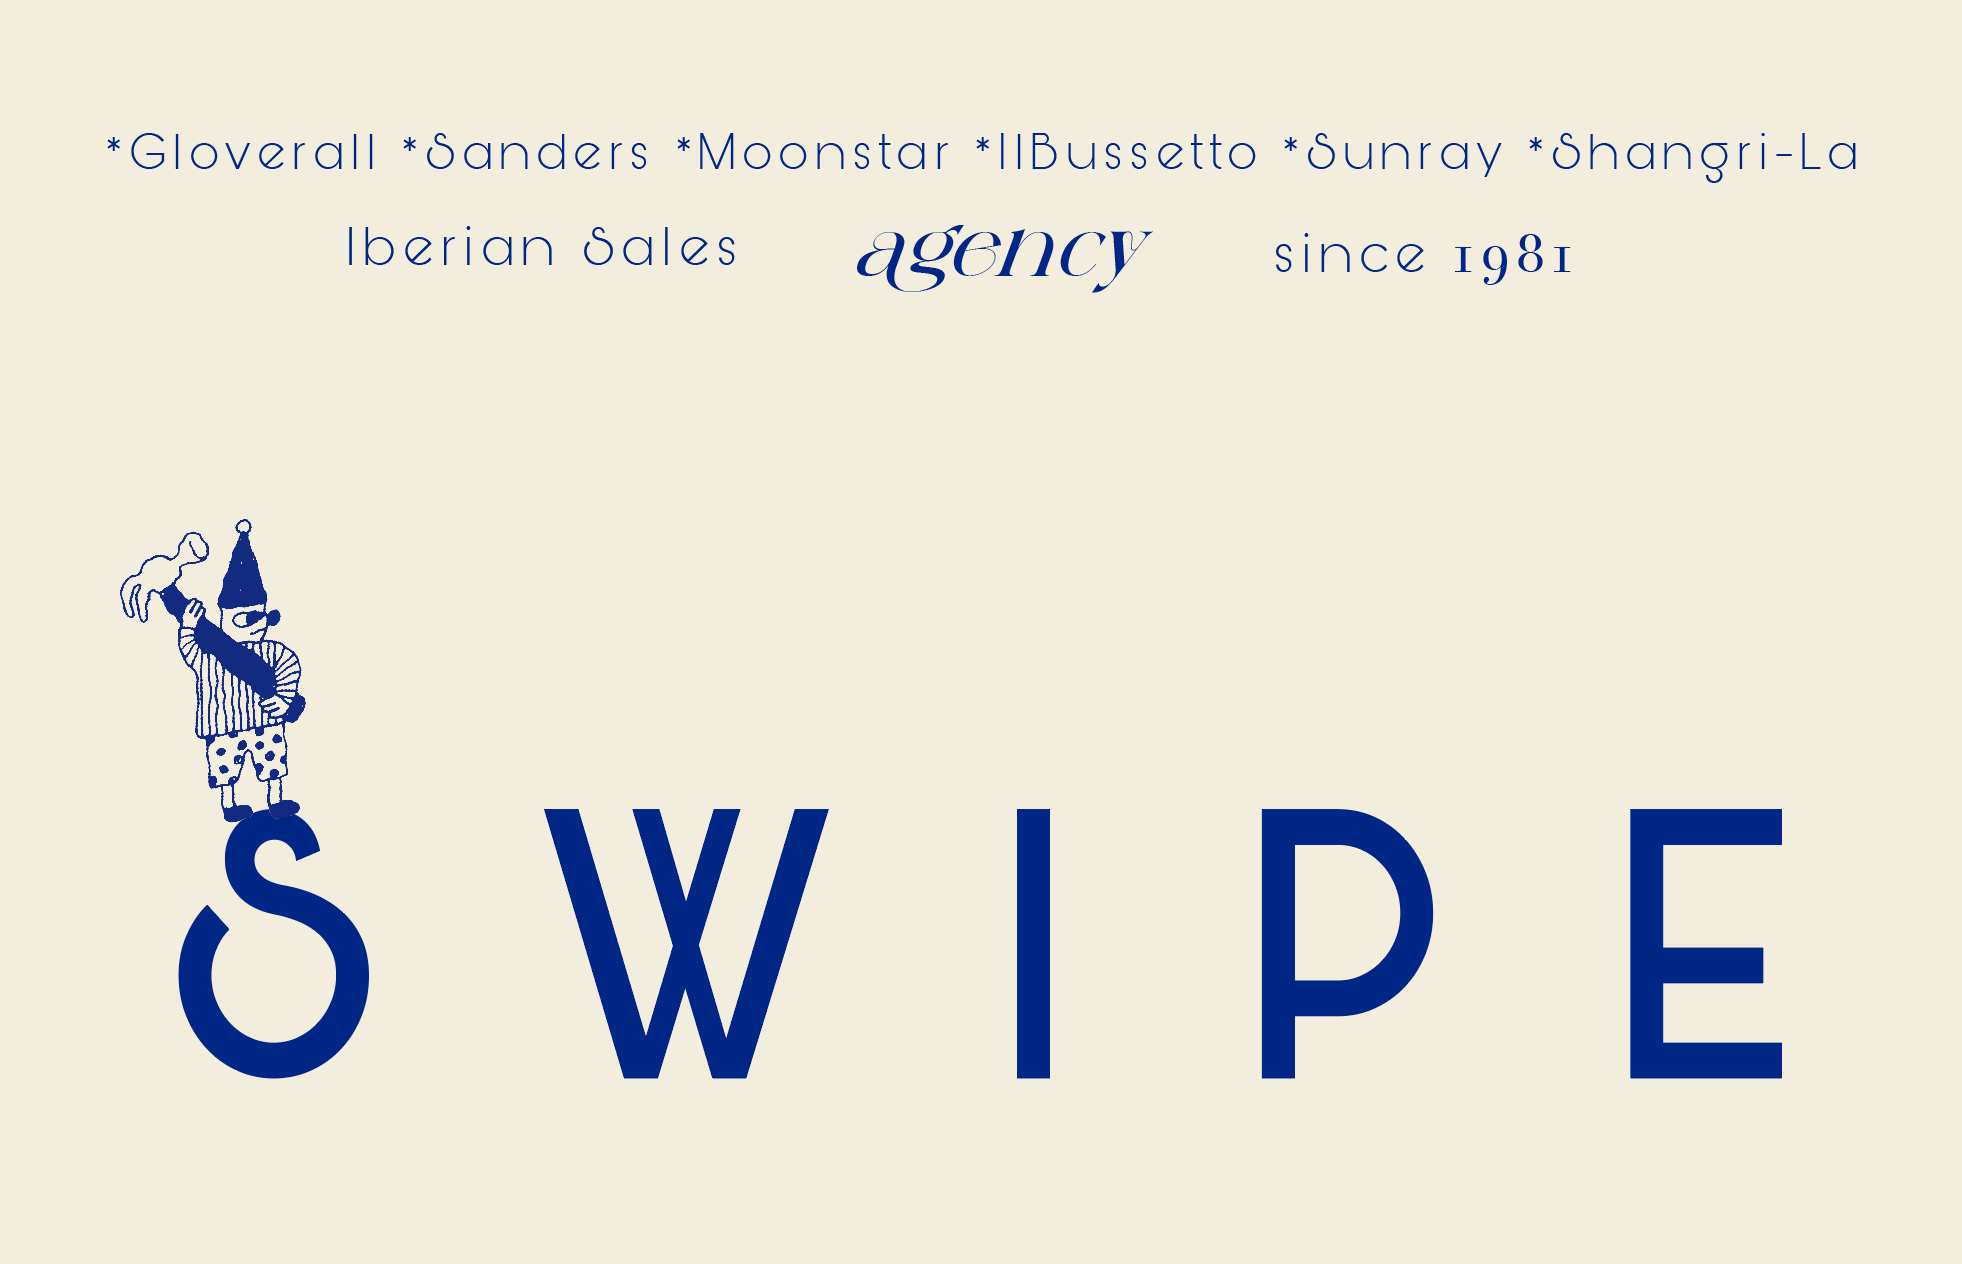 *Gloverall *Sanders *Moonstar *IlBussetto *Sunray *Shangri-La
Iberian Sales agency since 1981
SWIPE